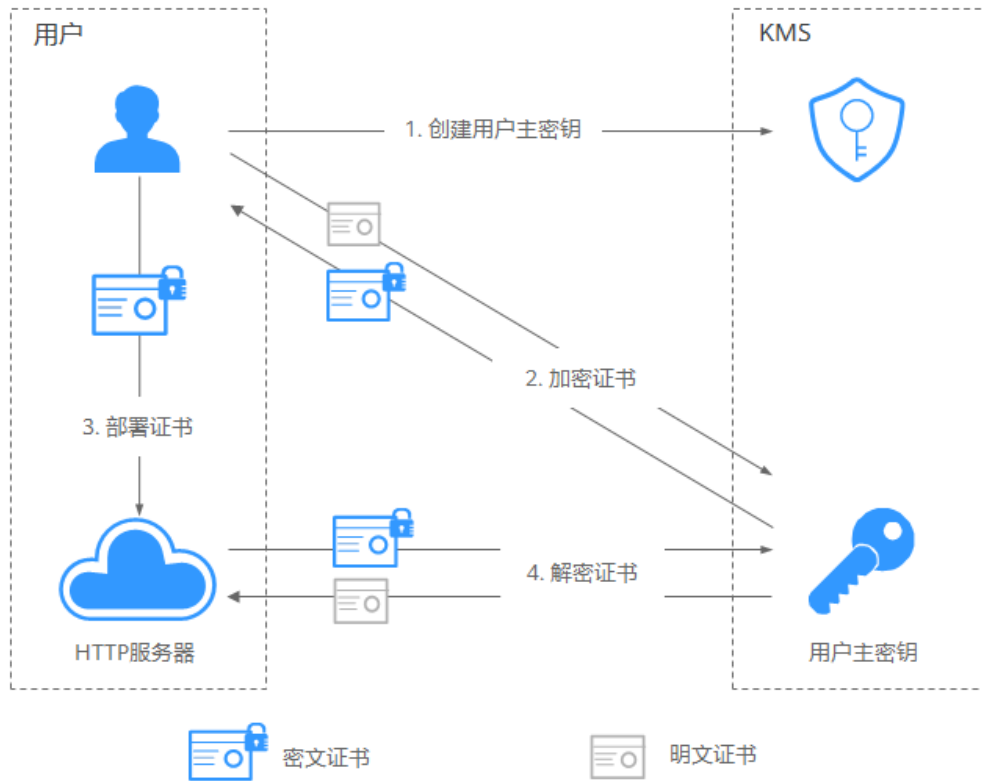 用户
KMS
1. 创建用户主密钥
2. 加密证书
3. 部署证书
4. 解密证书
HTTP服务器
用户主密钥
密文证书
明文证书